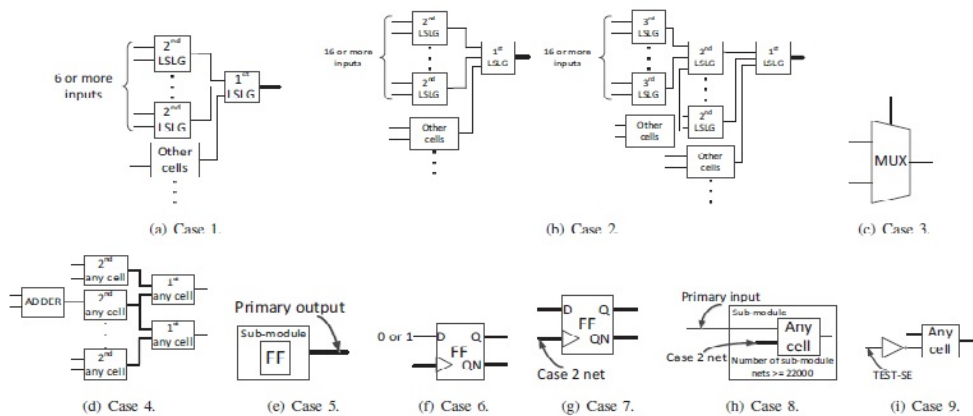 6 or more
inputs
2nd
LSLG
2nd
LSLG
1st
LSLG
Other
cells
(a) Case 1.
16 or more
inputs
2nd
LSLG
2nd
LSLG
1st
LSLG
Other
cells
16 or more
inputs
3rd
LSLG
3rd
LSLG
2nd
LSLG
2nd
LSLG
1st
LSLG
Other
cells
Other
cells
(b) Case 2.
MUX
(c) Case 3.
ADDER
2nd
any cell
2nd
any cell
2nd
any cell
1st
any cell
1st
any cell
(d) Case 4.
Primary output
Sub-module
FF
(e) Case 5.
0 or 1
D Q
FF
QN
(f) Case 6.
D Q
FF
QN
Case 2 net
(g) Case 7.
Primary input
Sub-module
Any
cell
Case 2 net
Number of sub-module
nets >= 22000
(h) Case 8.
Any
cell
TEST-SE
(i) Case 9.